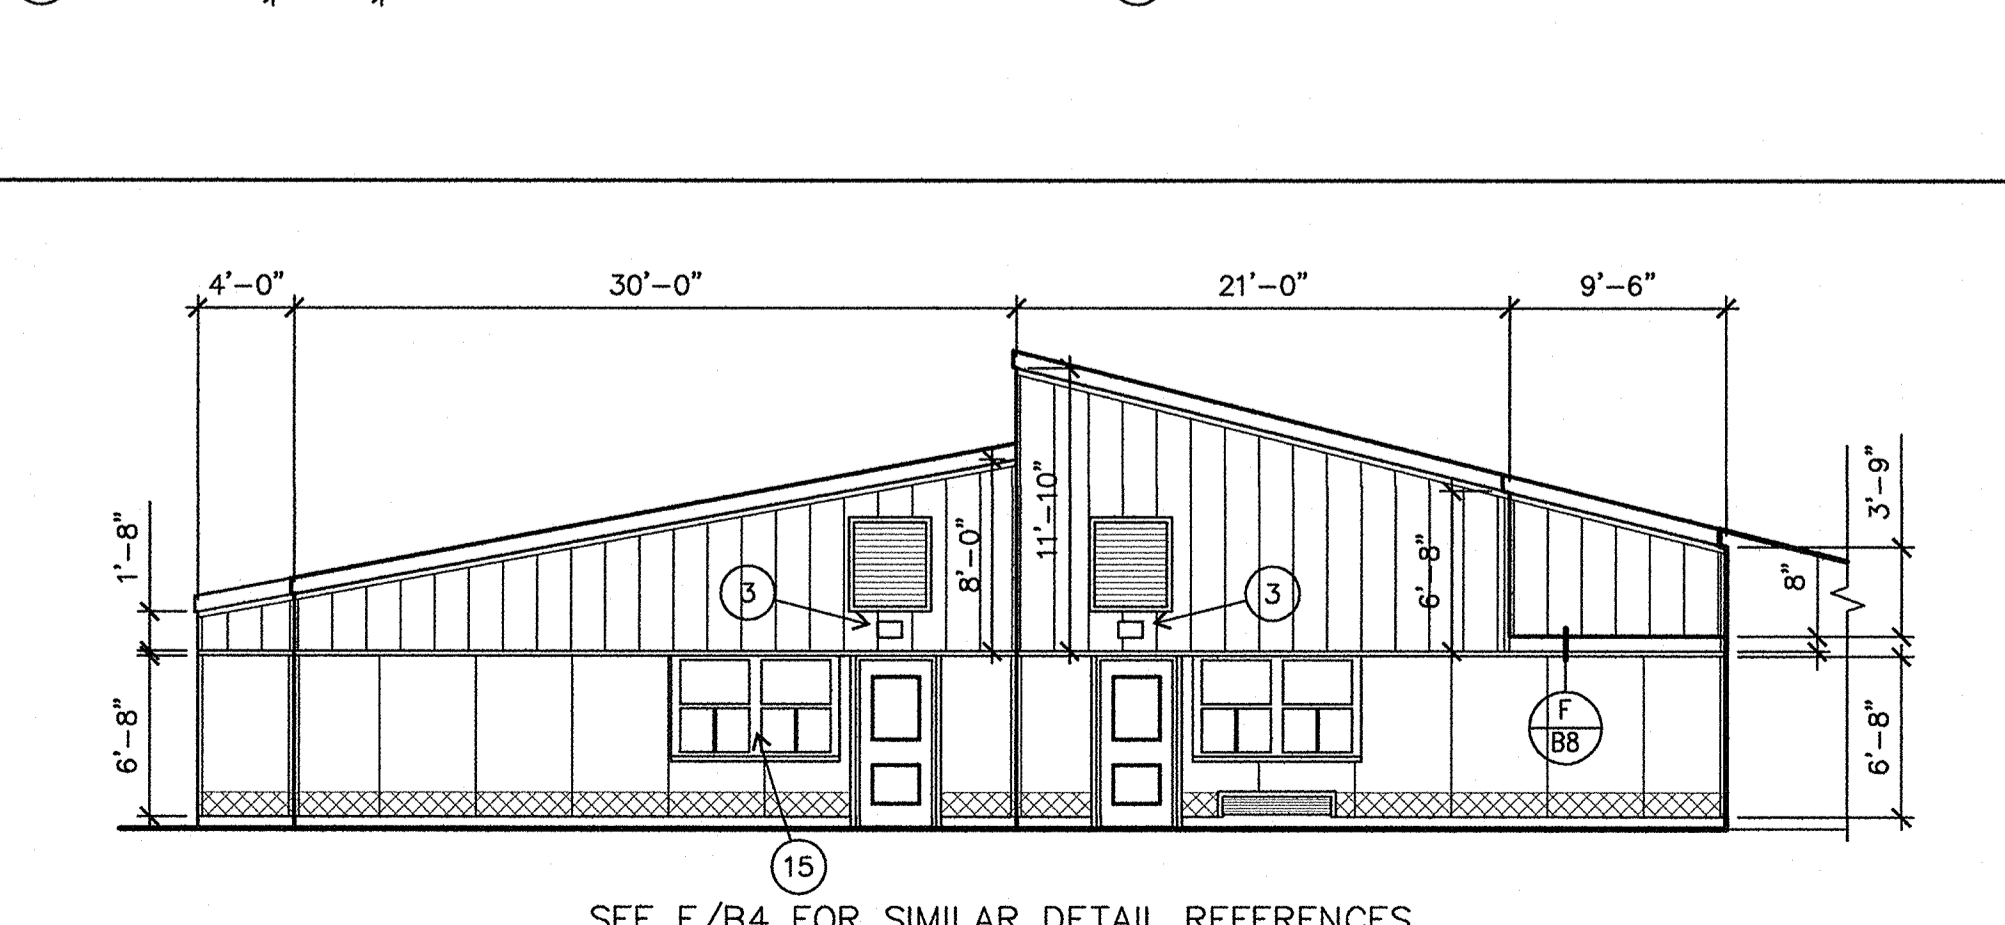 4'-0" 30'-0" 21'-0" 9'-6"
1'-8"
8'-0"
11'-10"
6'-8"
8"
3'-9"
3
3
6'-8"
F
B8
6'-8"
15
SEE E/B4 FOR SIMILAR DETAIL REFERENCES